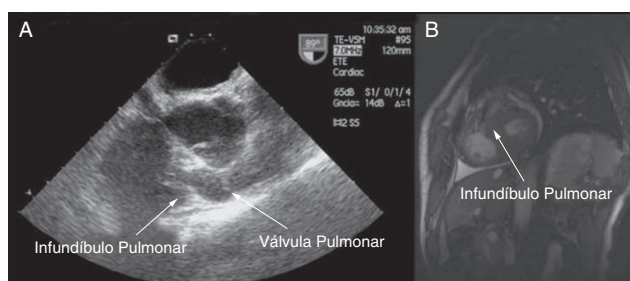 A
10:35:32 am
TE-V5M #95
7.0MHz 120mm
ETE
Cardiac
65dB S1/ 0/1/4
Gncia= 14dB Δ=1
89°
Infundíbulo Pulmonar
Válvula Pulmonar
B
Infundíbulo Pulmonar